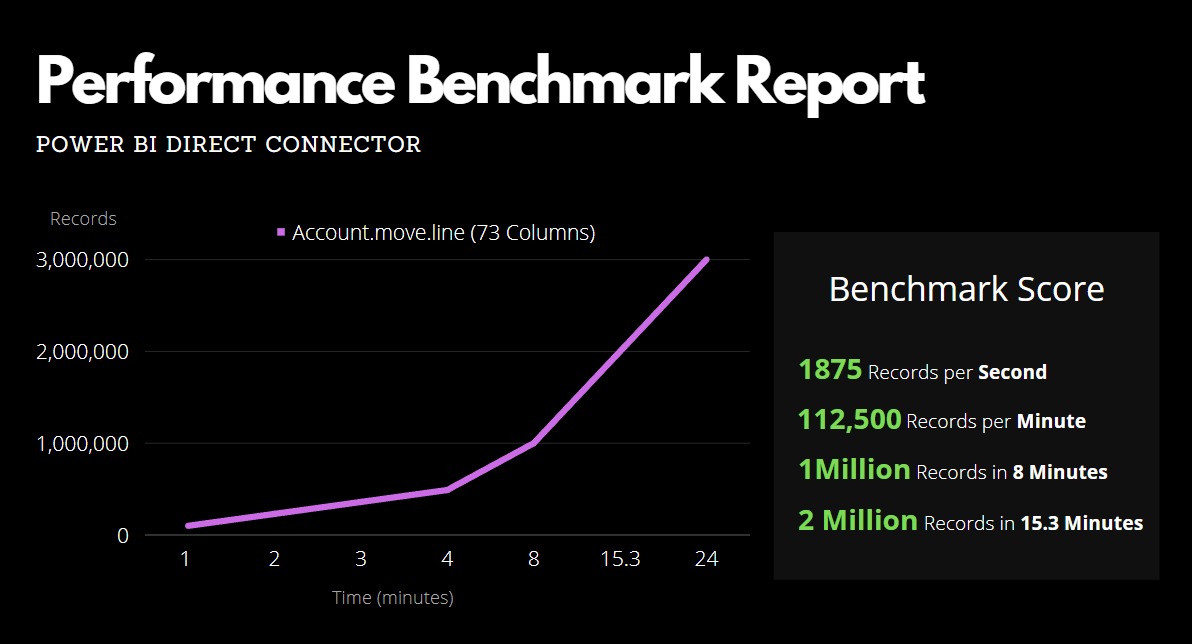 Performance Benchmark Report
POWER BI DIRECT CONNECTOR
Records
Account.move.line (73 Columns)
3,000,000
2,000,000
1,000,000
0
1 2 3 4 8 15.3 24
Time (minutes)
Benchmark Score
1875 Records per Second
112,500 Records per Minute
1Million Records in 8 Minutes
2 Million Records in 15.3 Minutes